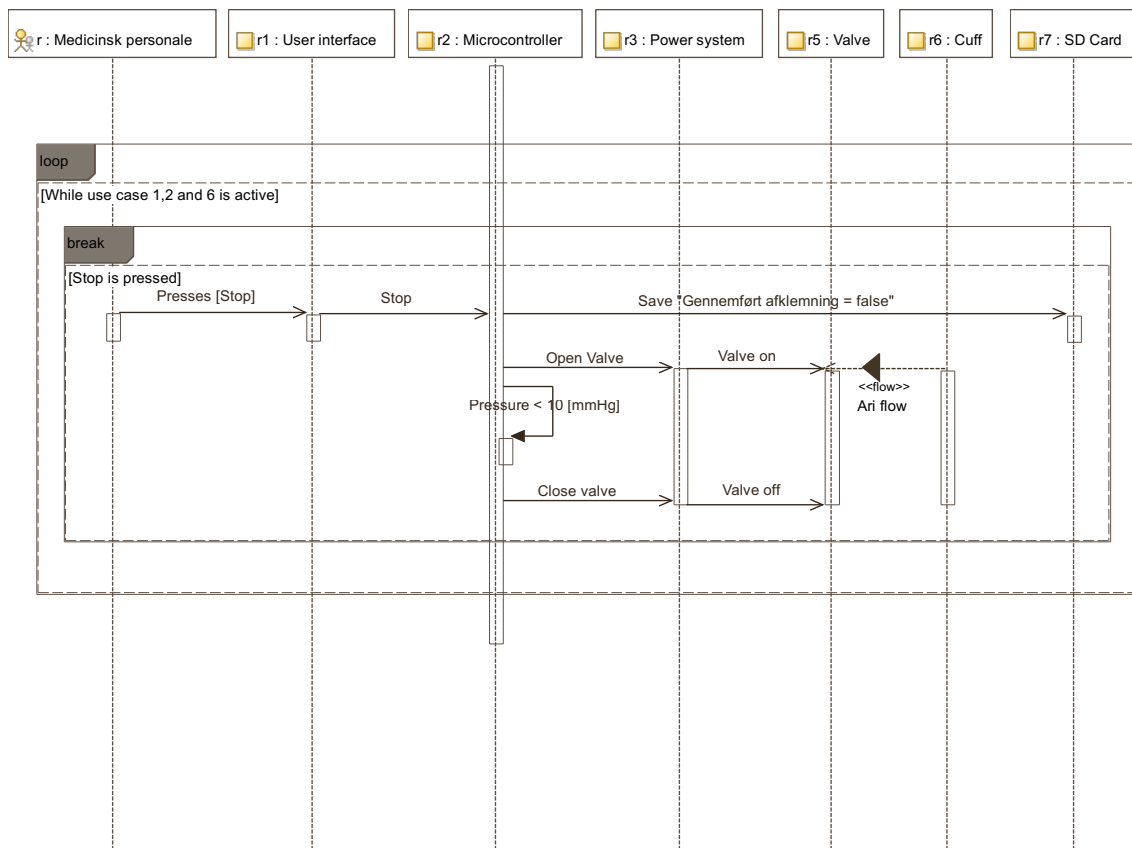 r : Medicinsk personale
r1 : User interface
r2 : Microcontroller
r3 : Power system
r5 : Valve
r6 : Cuff
r7 : SD Card
loop
[While use case 1,2 and 6 is active]
break
[Stop is pressed]
Presses [Stop]
Stop
Save "Gennemført afklemning = false"
Open Valve
Valve on
<<flow>>
Ari flow
Pressure < 10 [mmHg]
Close valve
Valve off